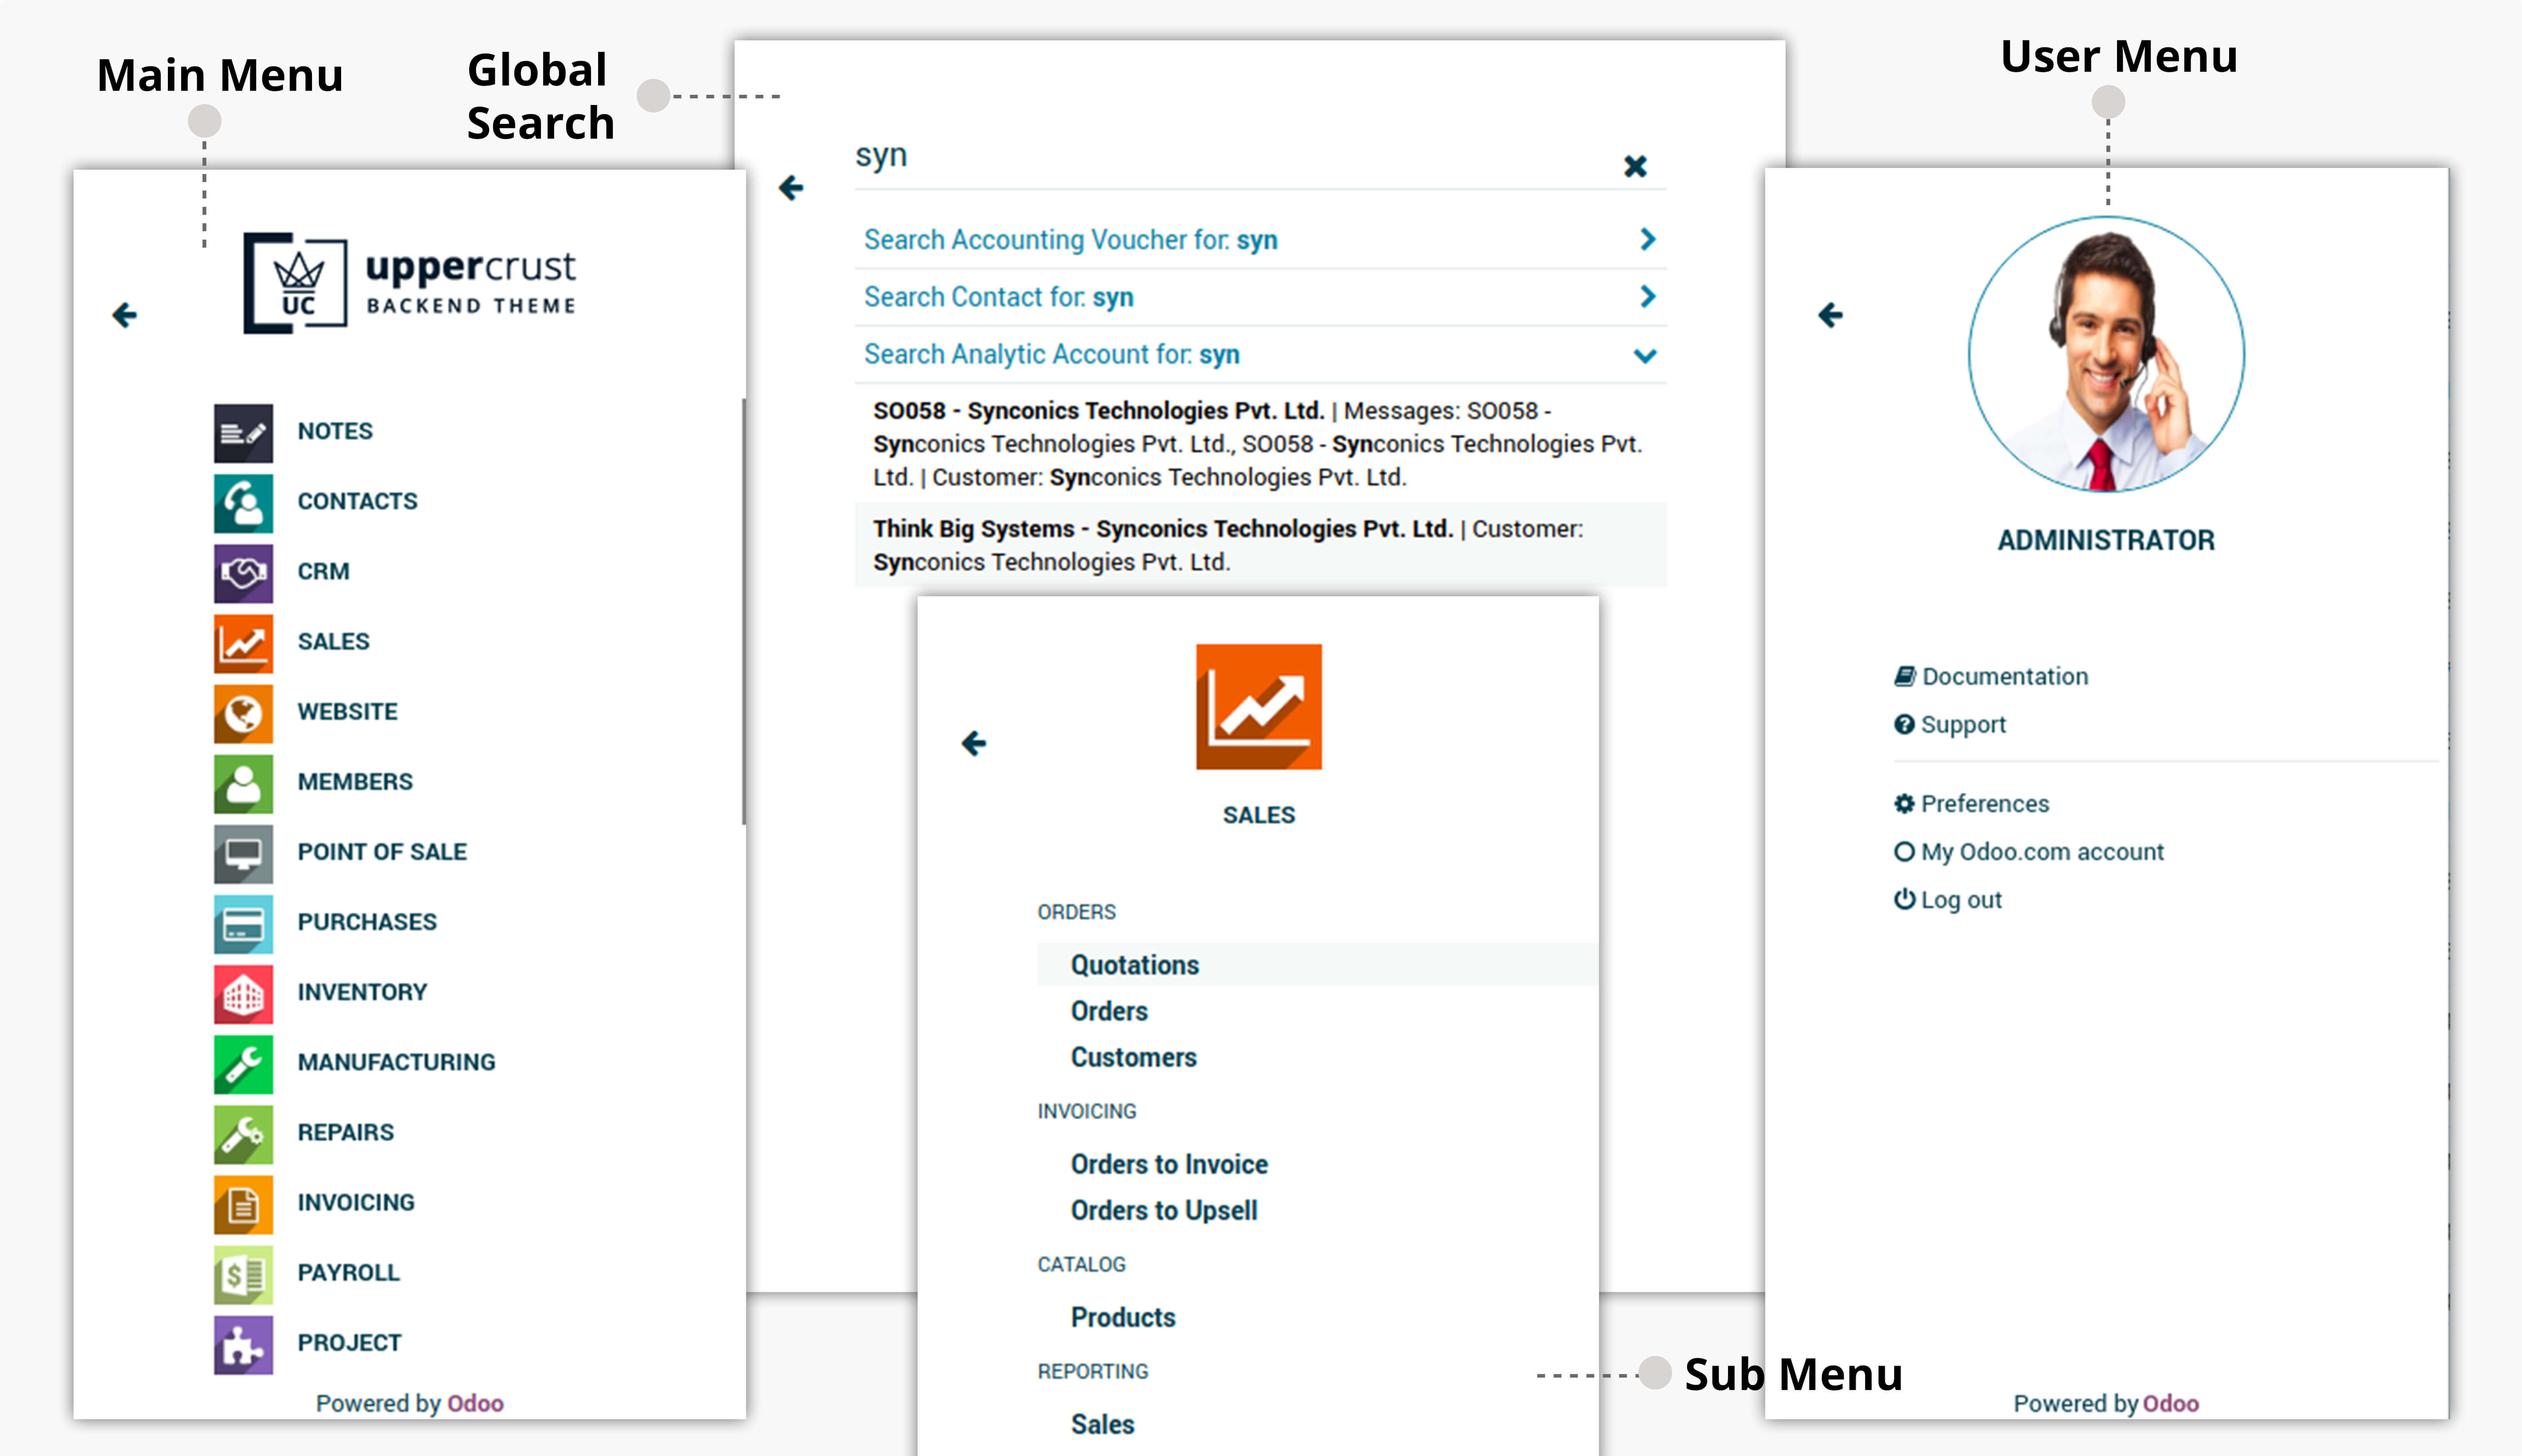 Main Menu
Global
Search
User Menu
UC
uppercrust
BACKEND THEME
NOTES
CONTACTS
CRM
SALES
WEBSITE
MEMBERS
POINT OF SALE
PURCHASES
INVENTORY
MANUFACTURING
REPAIRS
INVOICING
PAYROLL
PROJECT
Powered by Odoo
syn
Search Accounting Voucher for: syn
Search Contact for: syn
Search Analytic Account for: syn
SO058 - Synconics Technologies Pvt. Ltd. | Messages: SO058 -
Synconics Technologies Pvt. Ltd., SO058 - Synconics Technologies Pvt.
Ltd. | Customer: Synconics Technologies Pvt. Ltd.
Think Big Systems - Synconics Technologies Pvt. Ltd. | Customer:
Synconics Technologies Pvt. Ltd.
SALES
ORDERS
Quotations
Orders
Customers
INVOICING
Orders to Invoice
Orders to Upsell
CATALOG
Products
REPORTING
Sales
Sub Menu
ADMINISTRATOR
Documentation
Support
Preferences
My Odoo.com account
Log out
Powered by Odoo